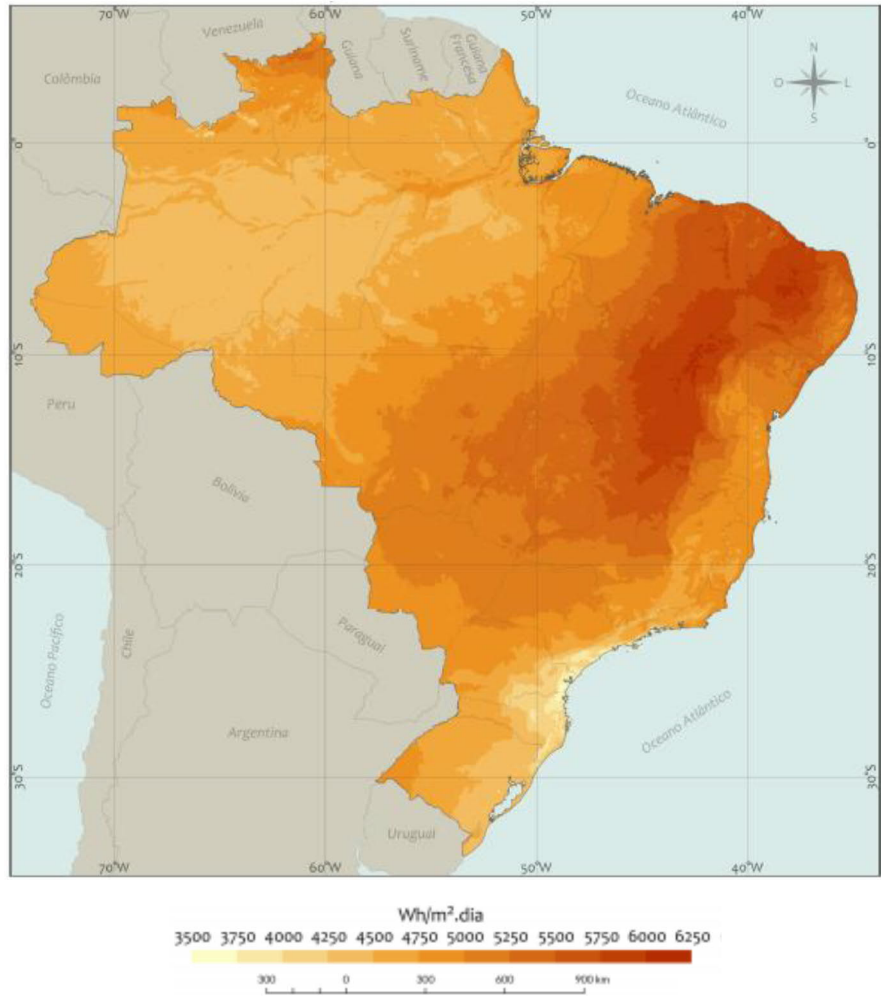 70°W
60°W
50°W
40°W
Venezuela
Colômbia
Guiana
Suriname
Guiana
Francesa
N
O
L
S
Oceano Atlântico
0°
0°
10°S
10°S
Peru
Bolívia
20°S
20°S
Oceano Pacífico
Chile
Paraguai
Oceano Atlântico
Argentina
30°S
30°S
Uruguai
70°W
60°W
50°W
40°W
Wh/m².dia
3500 3750 4000 4250 4500 4750 5000 5250 5500 5750 6000 6250
300 0 300 600 900 km